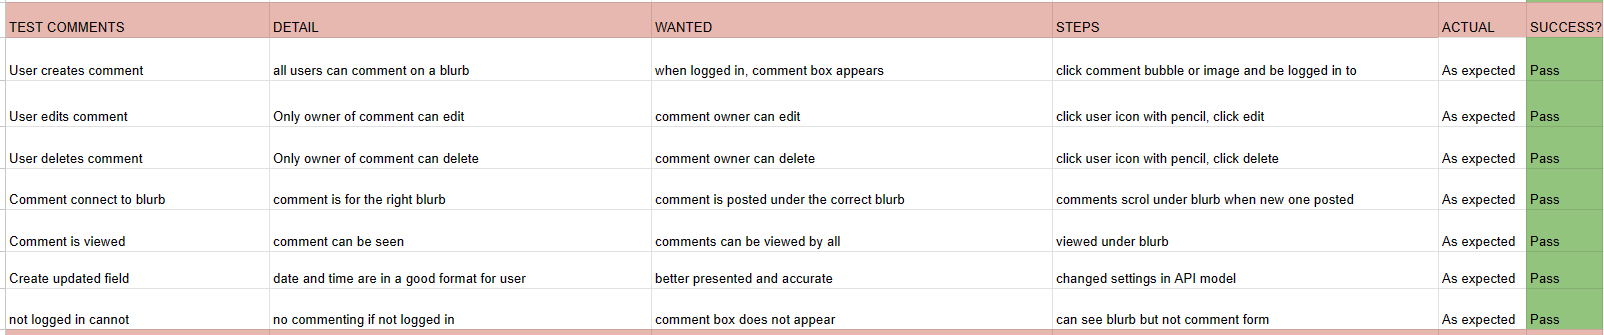 TEST COMMENTS DETAIL WANTED STEPS ACTUAL SUCCESS?
User creates comment all users can comment on a blurb when logged in, comment box appears click comment bubble or image and be logged in to As expected Pass
User edits comment Only owner of comment can edit comment owner can edit click user icon with pencil, click edit As expected Pass
User deletes comment Only owner of comment can delete comment owner can delete click user icon with pencil, click delete As expected Pass
Comment connect to blurb comment is for the right blurb comment is posted under the correct blurb comments scrol under blurb when new one posted As expected Pass
Comment is viewed comment can be seen comments can be viewed by all viewed under blurb As expected Pass
Create updated field date and time are in a good format for user better presented and accurate changed settings in API model As expected Pass
not logged in cannot no commenting if not logged in comment box does not appear can see blurb but not comment form As expected Pass